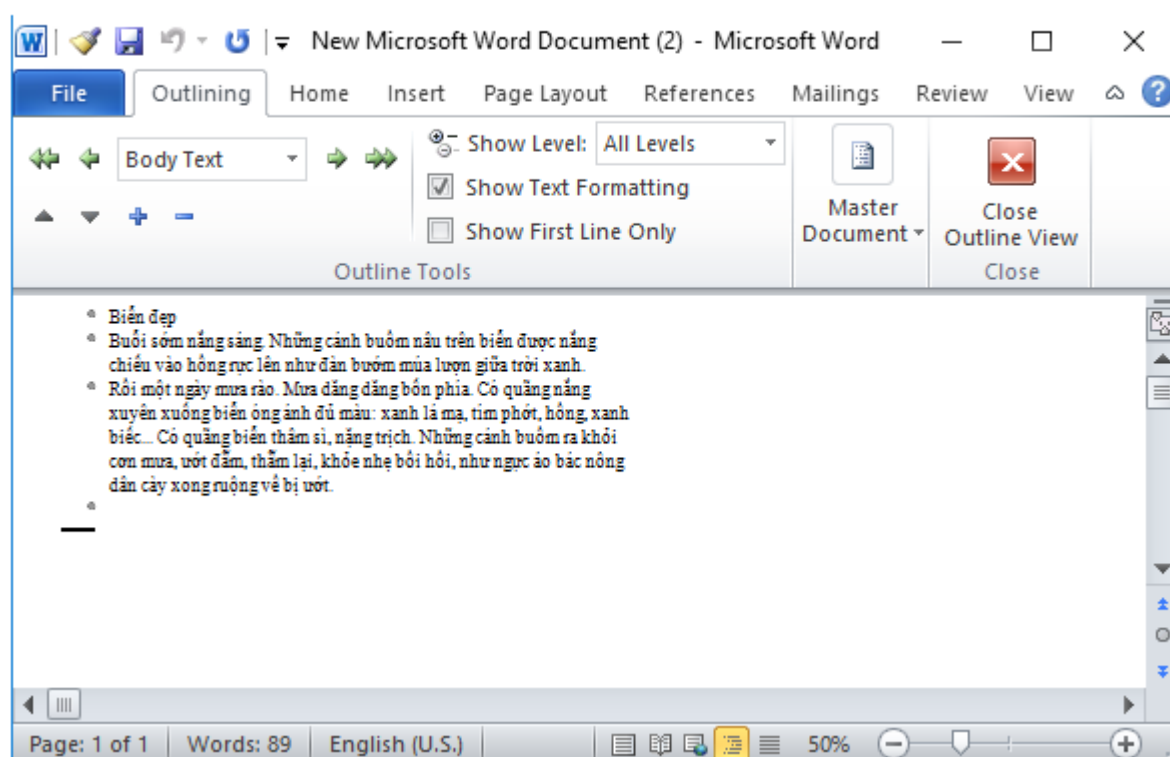 New Microsoft Word Document (2) - Microsoft Word
File Outlining Home Insert Page Layout References Mailings Review View
Body Text
Show Level: All Levels
Show Text Formatting
Show First Line Only
Master Document
Close Outline View
Outline Tools
Close
Biển đẹp
Buổi sớm nắng sáng. Những cánh buồm nâu trên biển được nắng
chiếu vào hồng rực lên như đàn bướm múa lượn giữa trời xanh.
Rồi một ngày mưa rào. Mưa dăng dăng bốn phía. Có quãng nắng
xuyên xuống biển óng ánh đủ màu: xanh lá mạ, tím phớt, hồng, xanh
biếc... Có quãng biển thâm sì, nặng trịch. Những cánh buồm ra khỏi
cơn mưa, ướt đẫm, thẫm lại, khỏe nhẹ bồi hồi, như ngực áo bác nông
dân cày xong ruộng về bị ướt.
Page: 1 of 1 Words: 89 English (U.S.) 50%